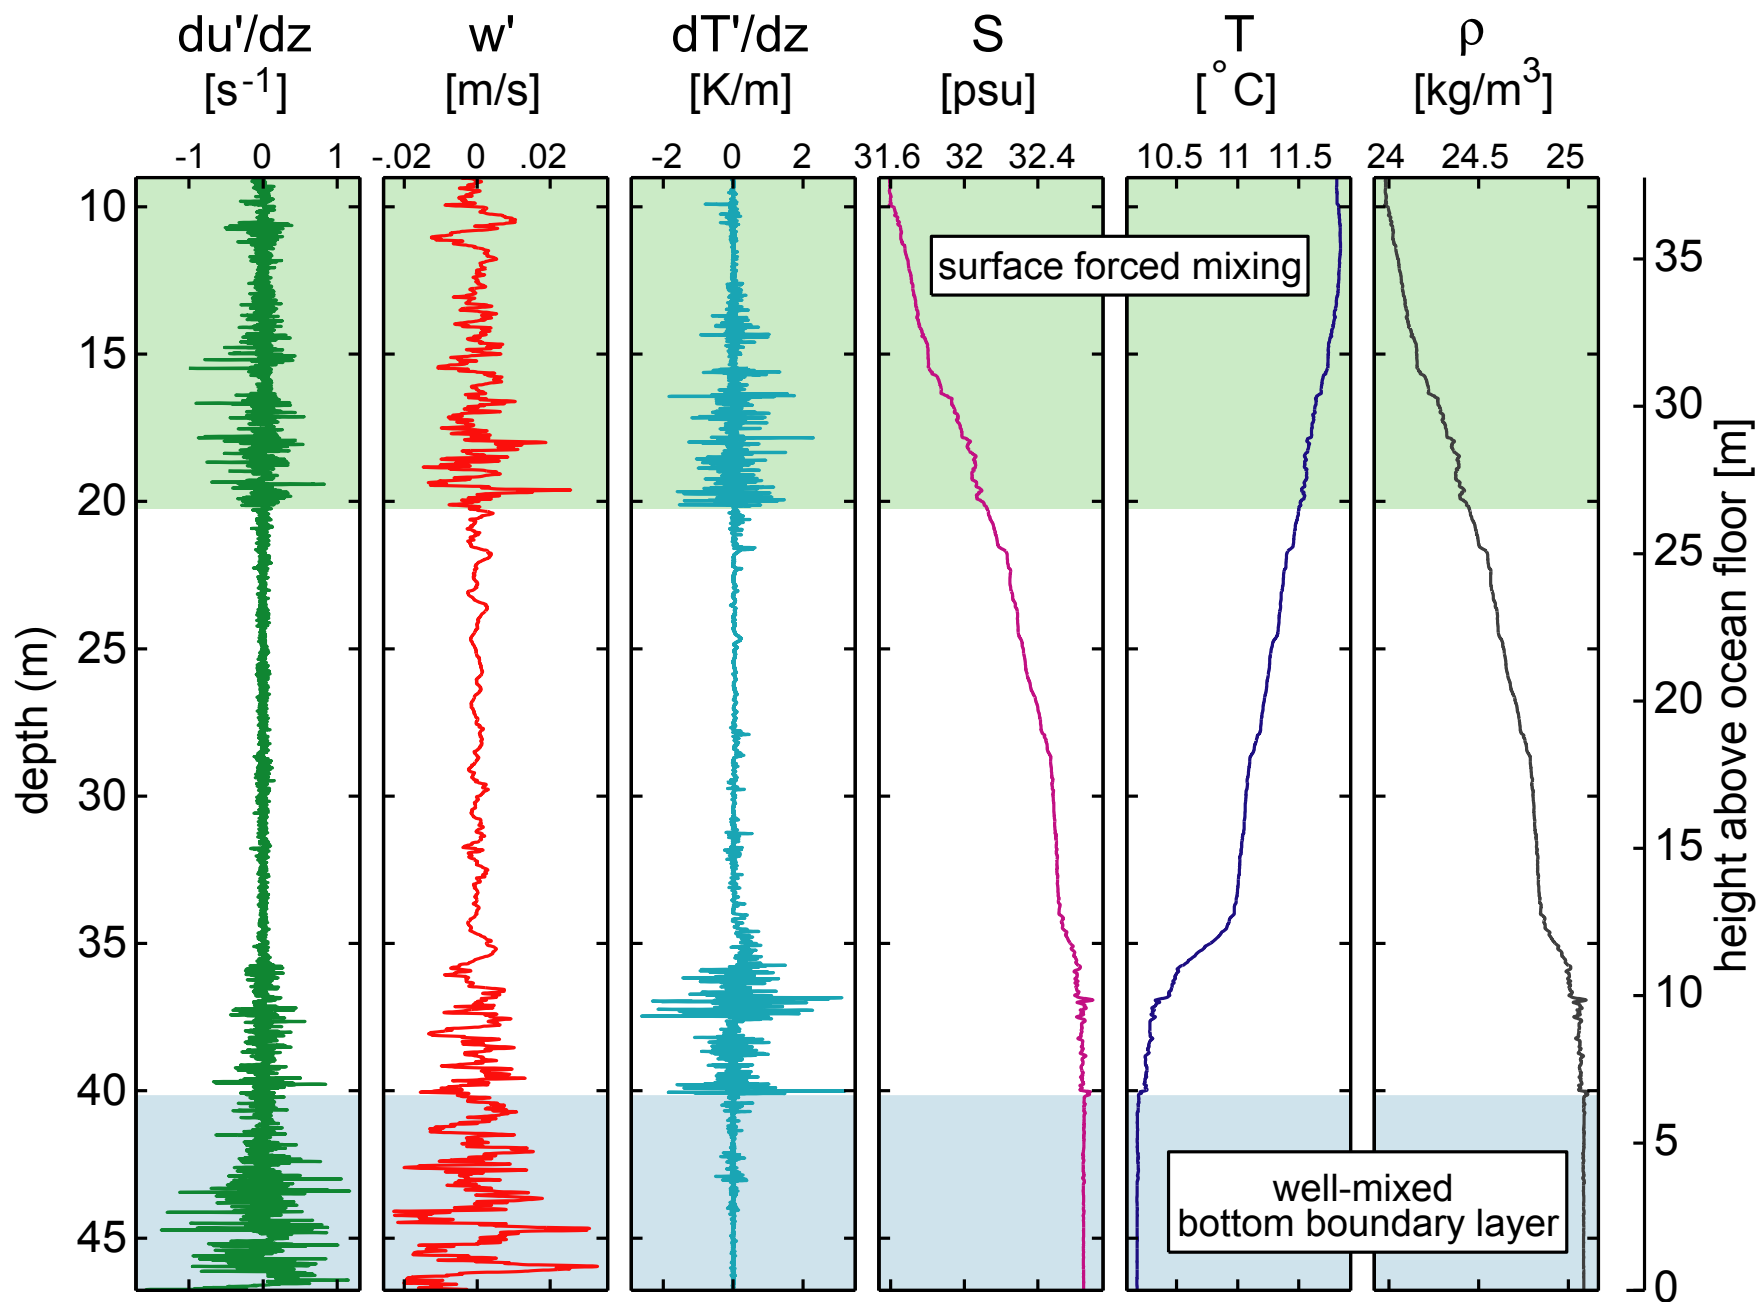 du'/dz w' dT'/dz S T ρ
[s-1] [m/s] [K/m] [psu] [°C] [kg/m3]
-1 0 1 -.02 0 .02 -2 0 2 31.6 32 32.4 10.5 11 11.5 24 24.5 25
10
15
20
25
30
35
40
45
depth (m)
surface forced mixing
well-mixed
bottom boundary layer
35
30
25
20
15
10
5
0
height above ocean floor [m]